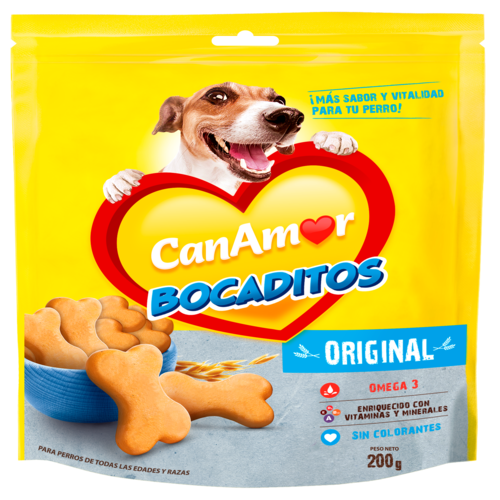 ¡MÁS SABOR Y VITALIDAD
PARA TU PERRO!
CanAmor
BOCADITOS
ORIGINAL
OMEGA 3
ENRIQUECIDO CON
VITAMINAS Y MINERALES
SIN COLORANTES
PESO NETO
200g
PARA PERROS DE TODAS LAS EDADES Y RAZAS